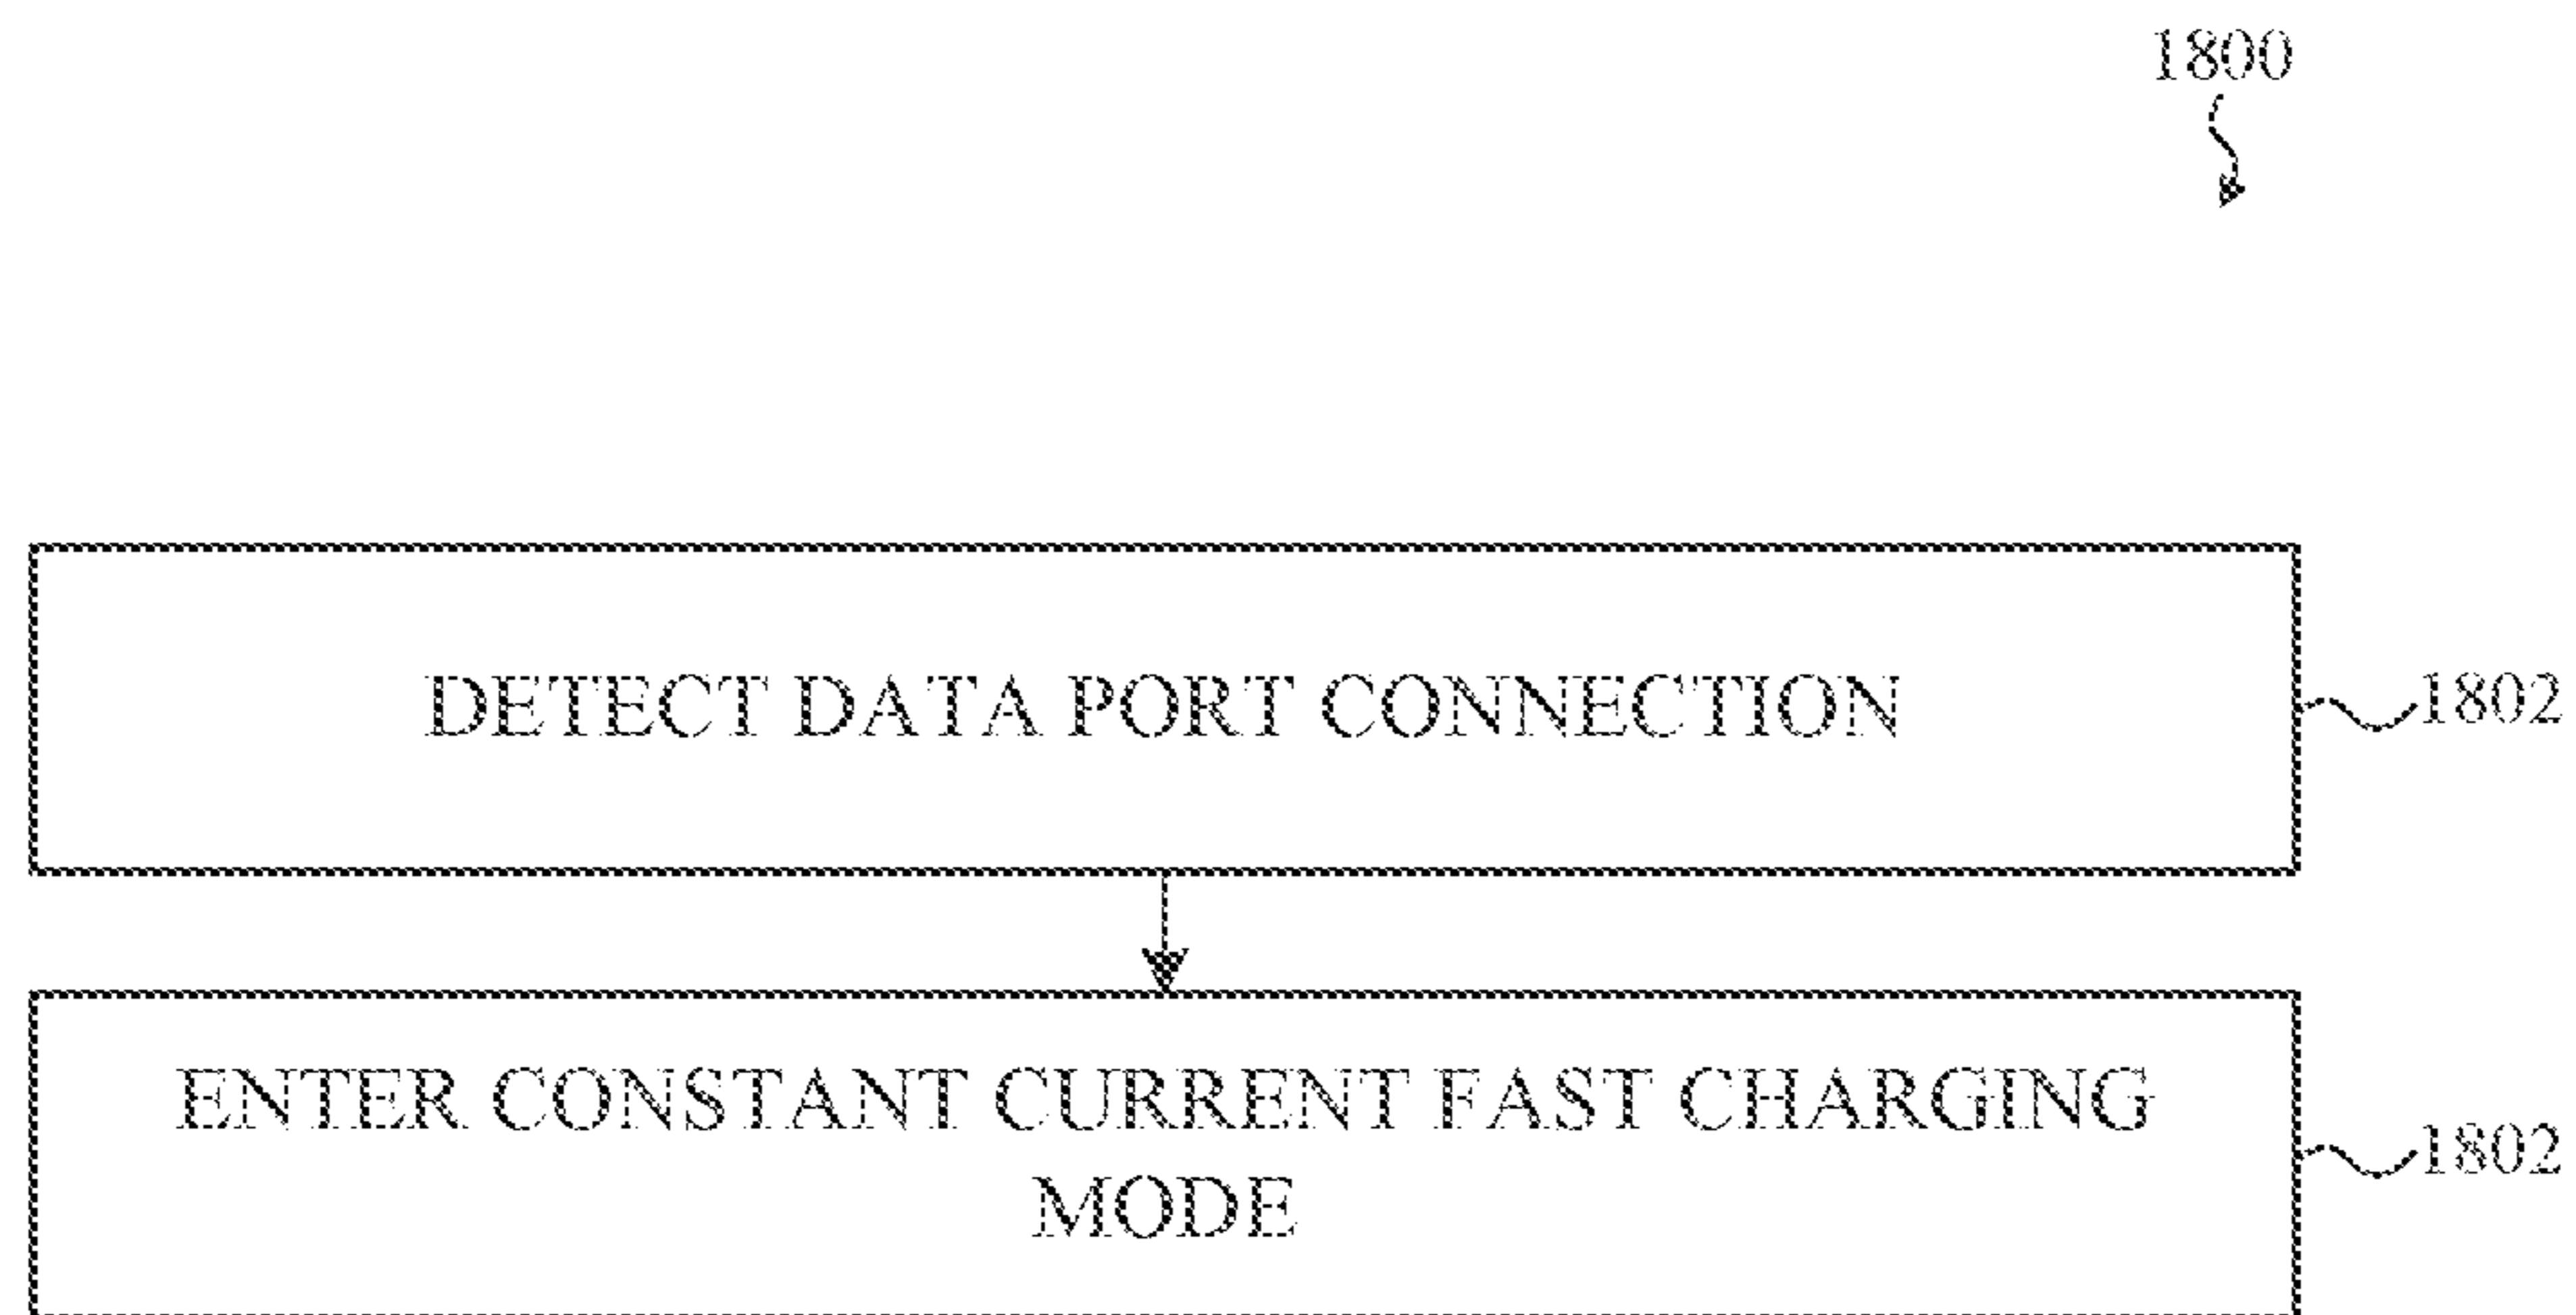 1800
DETECT DATA PORT CONNECTION
1802
ENTER CONSTANT CURRENT FAST CHARGING
MODE
1802